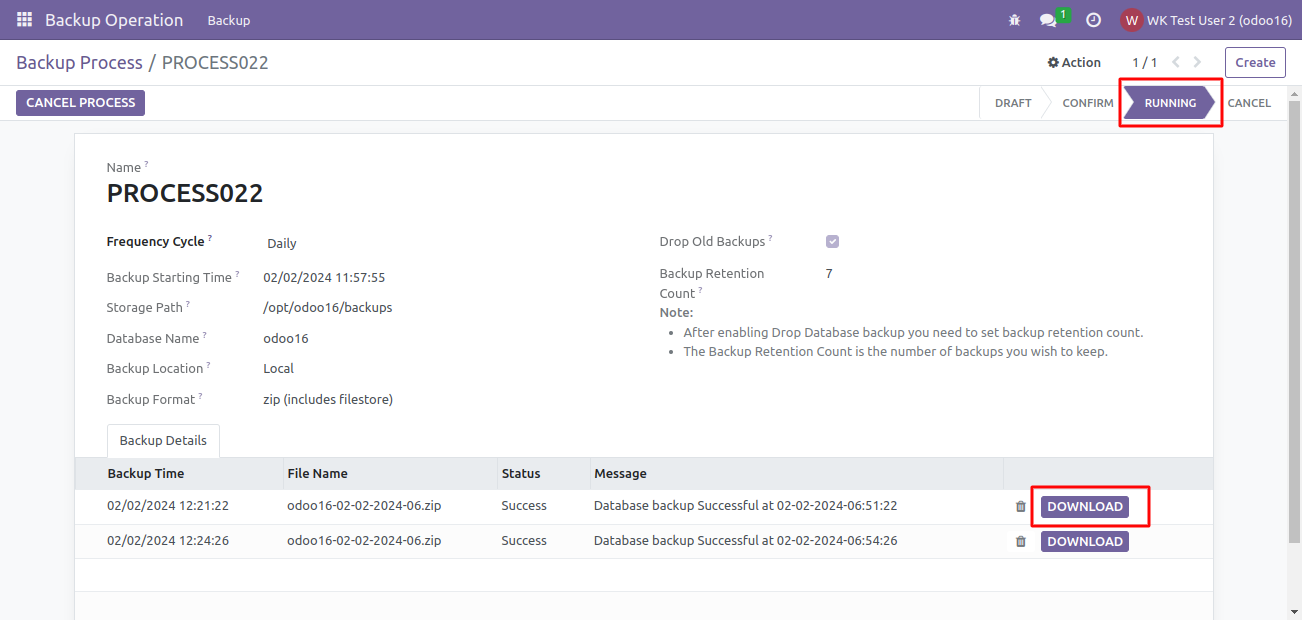 Backup Operation Backup 1 W WK Test User 2 (odoo16)
Backup Process / PROCESS022 Action 1 / 1 Create
CANCEL PROCESS DRAFT CONFIRM RUNNING CANCEL
Name ?
PROCESS022
Frequency Cycle ? Daily
Backup Starting Time ? 02/02/2024 11:57:55
Storage Path ? /opt/odoo16/backups
Database Name ? odoo16
Backup Location ? Local
Backup Format ? zip (includes filestore)
Drop Old Backups ?
Backup Retention 7
Count ?
Note:
• After enabling Drop Database backup you need to set backup retention count.
• The Backup Retention Count is the number of backups you wish to keep.
Backup Details
Backup Time File Name Status Message
02/02/2024 12:21:22 odoo16-02-02-2024-06.zip Success Database backup Successful at 02-02-2024-06:51:22 DOWNLOAD
02/02/2024 12:24:26 odoo16-02-02-2024-06.zip Success Database backup Successful at 02-02-2024-06:54:26 DOWNLOAD